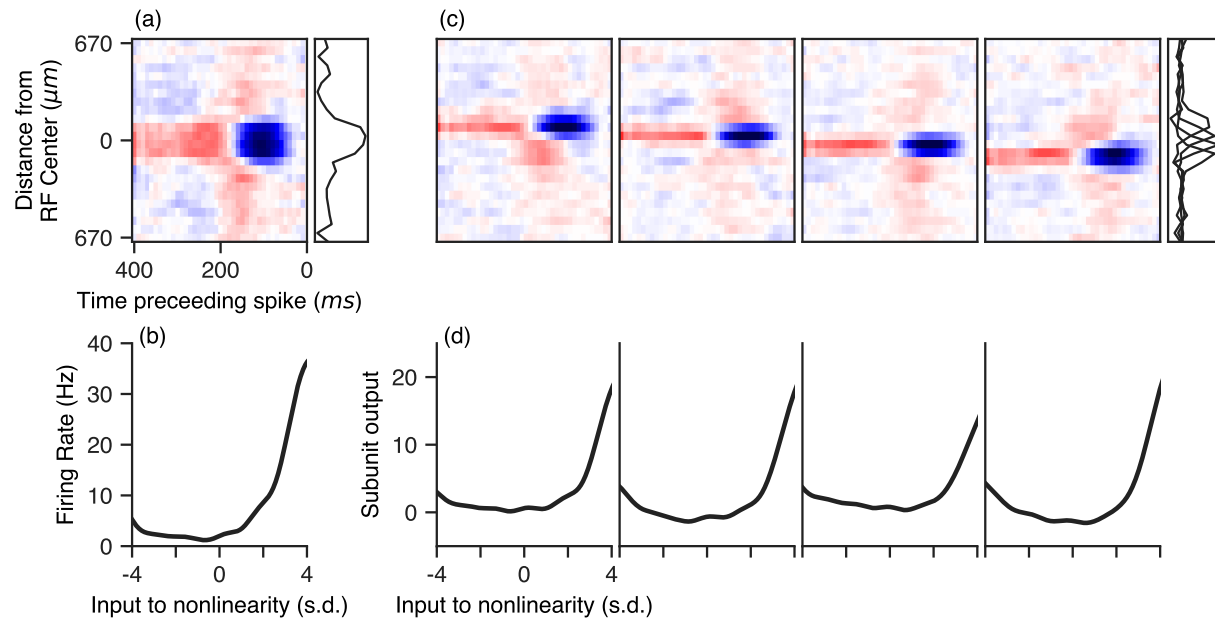 (a)
(c)
Distance from
RF Center (μm)
670
0
670
400
200
0
Time preceeding spike (ms)
(b)
(d)
Firing Rate (Hz)
40
30
20
10
0
-4
0
4
Input to nonlinearity (s.d.)
Subunit output
20
10
0
-4
0
4
Input to nonlinearity (s.d.)